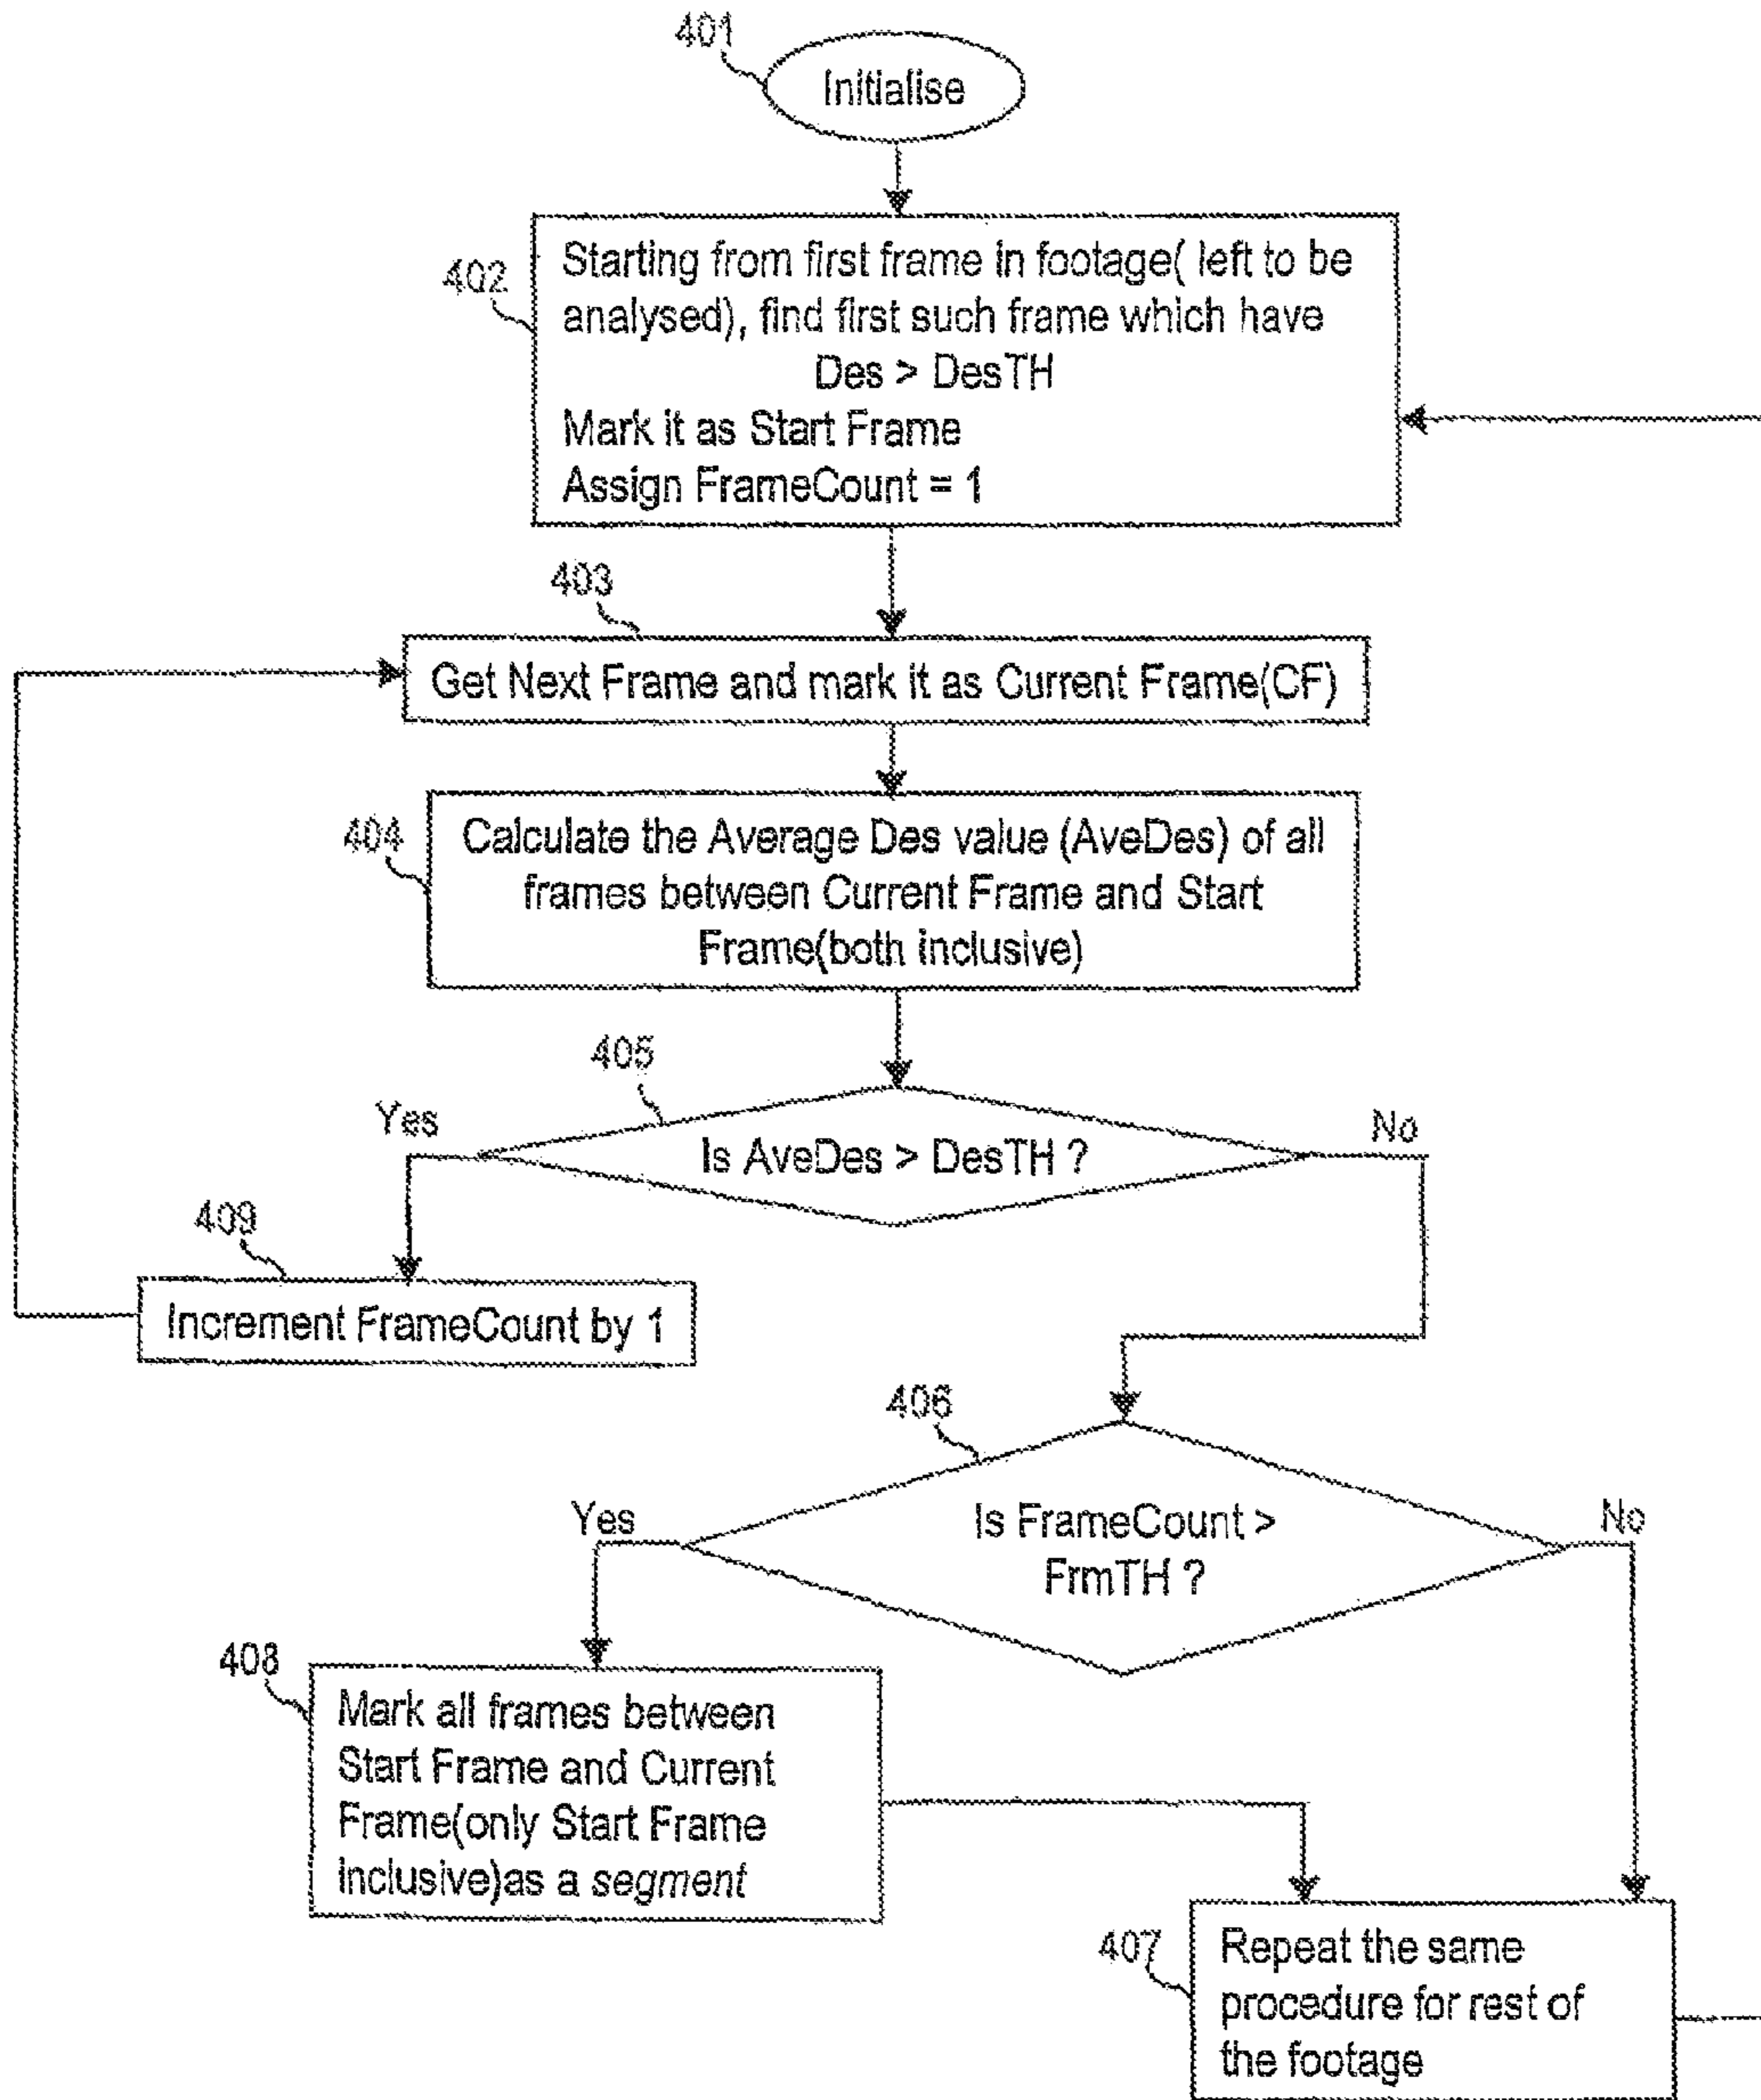 401
Initialise
402
Starting from first frame in footage( left to be
analysed), find first such frame which have
Des > DesTH
Mark it as Start Frame
Assign FrameCount = 1
403
Get Next Frame and mark it as Current Frame(CF)
404
Calculate the Average Des value (AveDes) of all
frames between Current Frame and Start
Frame(both inclusive)
405
Yes
Is AveDes > DesTH ?
No
409
Increment FrameCount by 1
406
Yes
Is FrameCount >
FrmTH ?
No
408
Mark all frames between
Start Frame and Current
Frame(only Start Frame
inclusive)as a segment
407
Repeat the same
procedure for rest of
the footage